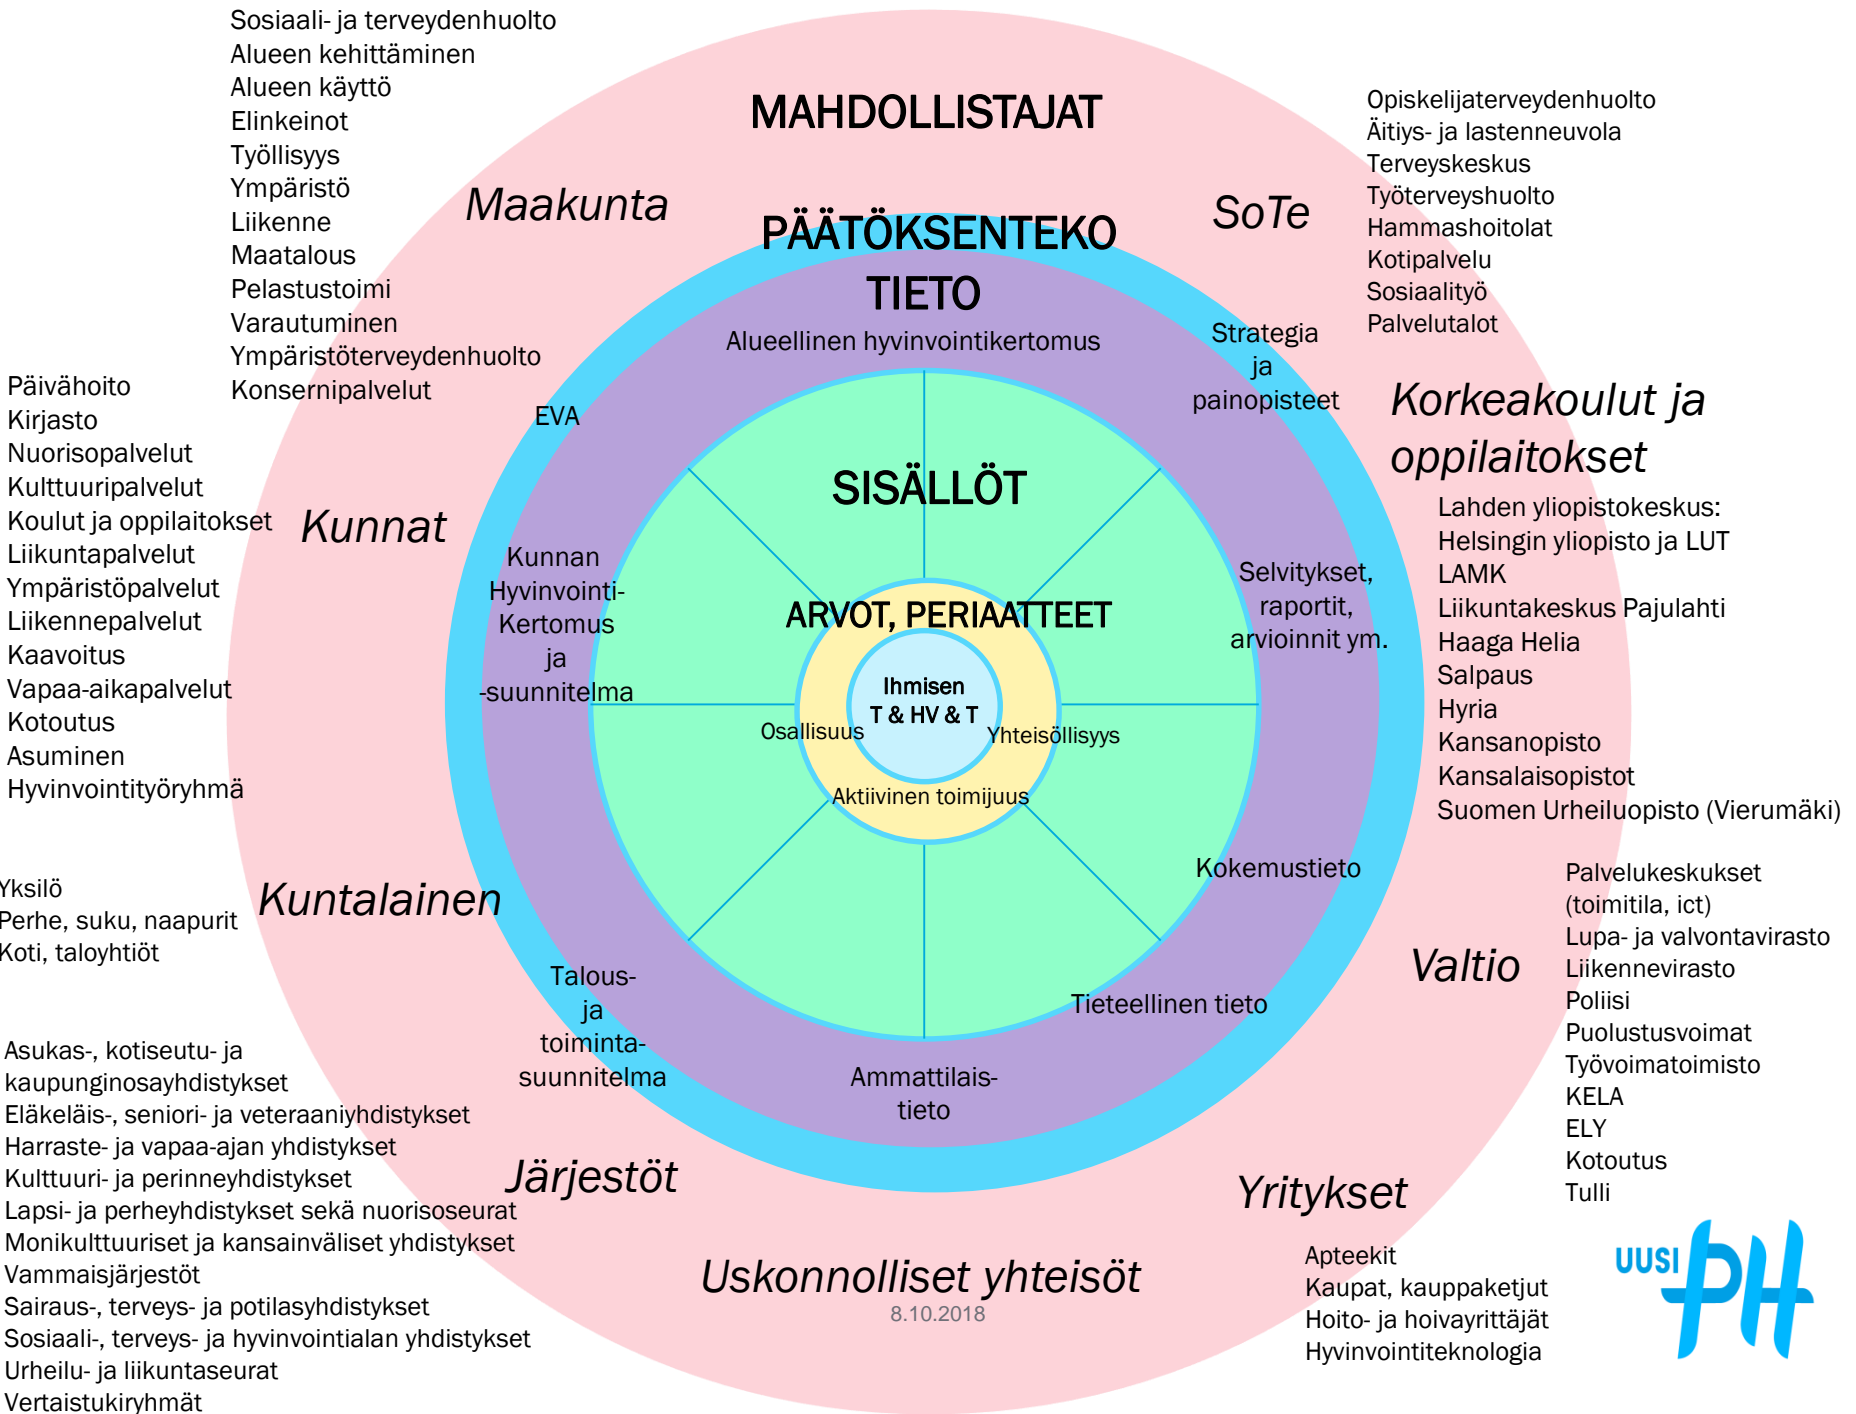 Sosiaali- ja terveydenhuolto
Alueen kehittäminen
Alueen käyttö
Elinkeinot
Työllisyys
Ympäristö
Liikenne
Maatalous
Pelastustoimi
Varautuminen
Ympäristöterveydenhuolto
Konsernipalvelut
MAHDOLLISTAJAT
Maakunta
SoTe
Opiskelijaterveydenhuolto
Äitiys- ja lastenneuvola
Terveyskeskus
Työterveyshuolto
Hammashoitolat
Kotipalvelu
Sosiaalityö
Palvelutalot
PÄÄTÖKSENTEKO
TIETO
Alueellinen hyvinvointikertomus
Strategia
ja
painopisteet
EVA
Päivähoito
Kirjasto
Nuorisopalvelut
Kulttuuripalvelut
Koulut ja oppilaitokset
Liikuntapalvelut
Ympäristöpalvelut
Liikennepalvelut
Kaavoitus
Vapaa-aikapalvelut
Kotoutus
Asuminen
Hyvinvointityöryhmä
Kunnat
Kunnan
Hyvinvointi-
Kertomus
ja
-suunnitelma
SISÄLLÖT
ARVOT, PERIAATTEET
Ihmisen
T & HV & T
Osallisuus
Yhteisöllisyys
Aktiivinen toimijuus
Selvitykset,
raportit,
arvioinnit ym.
Korkeakoulut ja
oppilaitokset
Lahden yliopistokeskus:
Helsingin yliopisto ja LUT
LAMK
Liikuntakeskus Pajulahti
Haaga Helia
Salpaus
Hyria
Kansanopisto
Kansalaisopistot
Suomen Urheiluopisto (Vierumäki)
Yksilö
Perhe, suku, naapurit
Koti, taloyhtiöt
Kuntalainen
Kokemustieto
Tieteellinen tieto
Ammattilais-
tieto
Talous-
ja
toiminta-
suunnitelma
Valtio
Palvelukeskukset
(toimitila, ict)
Lupa- ja valvontavirasto
Liikennevirasto
Poliisi
Puolustusvoimat
Työvoimatoimisto
KELA
ELY
Kotoutus
Tulli
Asukas-, kotiseutu- ja
kaupunginosayhdistykset
Eläkeläis-, seniori- ja veteraaniyhdistykset
Harraste- ja vapaa-ajan yhdistykset
Kulttuuri- ja perinneyhdistykset
Lapsi- ja perheyhdistykset sekä nuorisoseurat
Monikulttuuriset ja kansainväliset yhdistykset
Vammaisjärjestöt
Sairaus-, terveys- ja potilasyhdistykset
Sosiaali-, terveys- ja hyvinvointialan yhdistykset
Urheilu- ja liikuntaseurat
Vertaistukiryhmät
Järjestöt
Uskonnolliset yhteisöt
8.10.2018
Yritykset
Apteekit
Kaupat, kauppaketjut
Hoito- ja hoivayrittäjät
Hyvinvointiteknologia
UUSI
PH